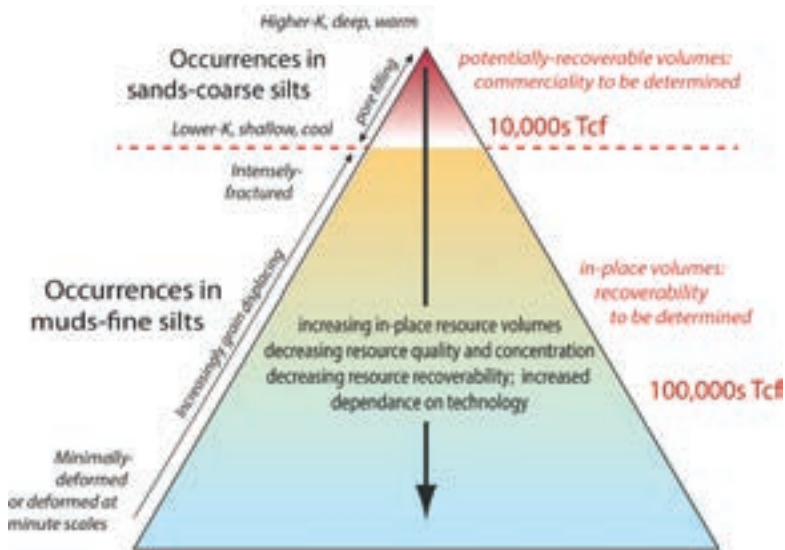 Higher-K, deep, warm
Occurrences in
sands-coarse silts
pore filling
Lower-K, shallow, cool
potentially-recoverable volumes:
commerciality to be determined
10,000s Tcf
Intensely-
fractured
Increasingly grain displacing
Occurrences in
muds-fine silts
in-place volumes:
recoverability
to be determined
100,000s Tcf
increasing in-place resource volumes
decreasing resource quality and concentration
decreasing resource recoverability; increased
dependance on technology
Minimally-
deformed
or deformed at
minute scales